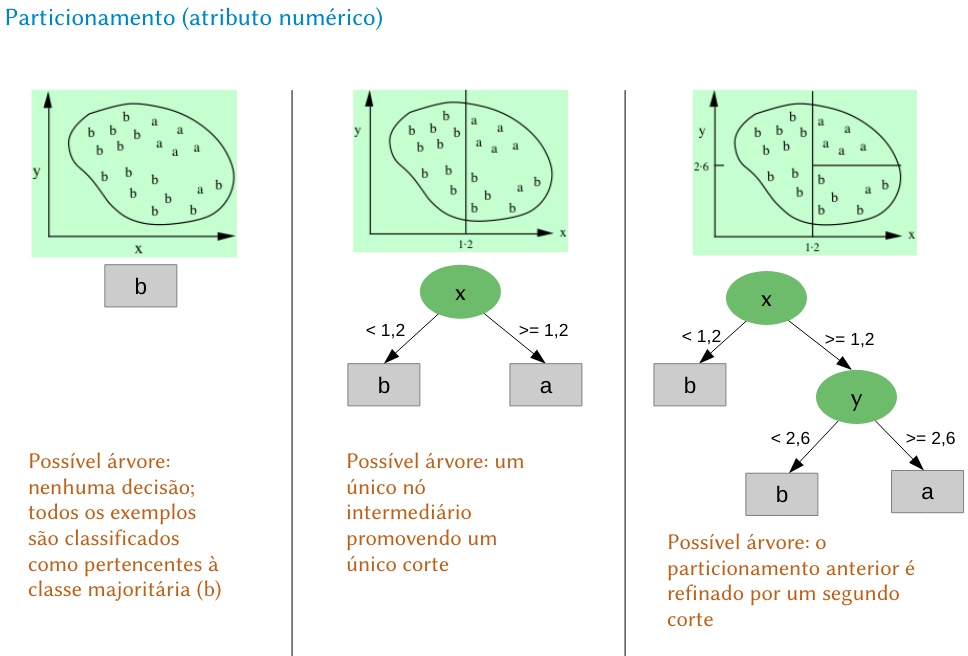 Particionamento (atributo numérico)
y
b a
b b b a
b b a a a
b b b
b b a b
b b
x
b
Possível árvore:
nenhuma decisão;
todos os exemplos
são classificados
como pertencentes à
classe majoritária (b)
y
b a
b b b a
b b a a a
b b b
b b a b
b b
x
1·2
x
< 1,2 >= 1,2
b a
Possível árvore: um
único nó
intermediário
promovendo um
único corte
y
2·6
b a
b b b a
b b a a a
b b b
b b a b
b b
x
1·2
x
< 1,2 >= 1,2
b
y
< 2,6 >= 2,6
b a
Possível árvore: o
particionamento anterior é
refinado por um segundo
corte